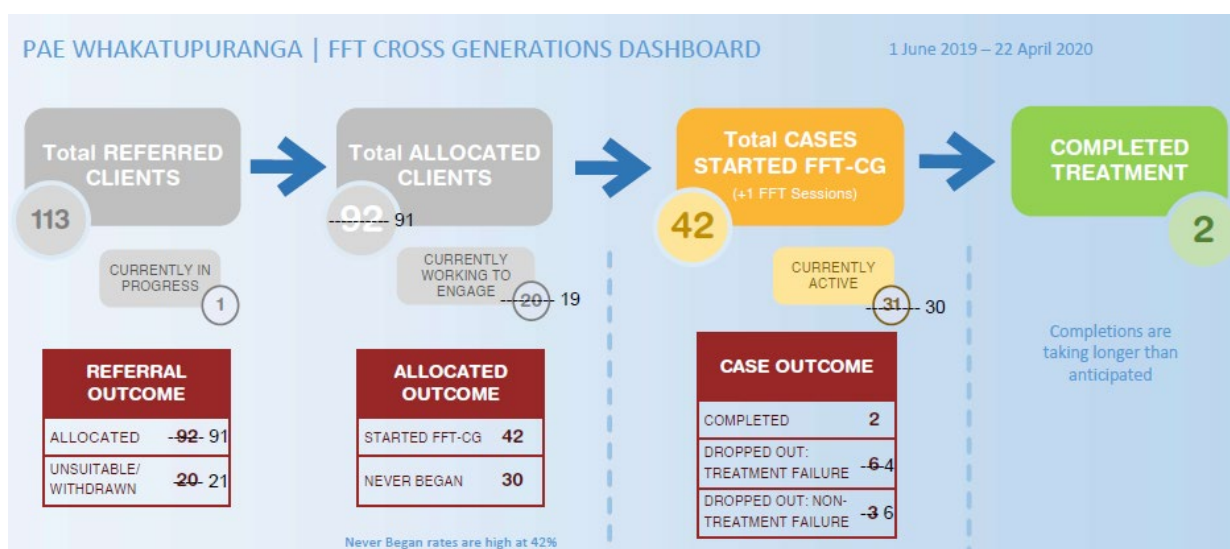 PAE WHAKATUPURANGA | FFT CROSS GENERATIONS DASHBOARD
1 June 2019 – 22 April 2020
Total REFERRED
CLIENTS
113
CURRENTLY IN
PROGRESS
1
Total ALLOCATED
CLIENTS
92 91
CURRENTLY
WORKING TO
ENGAGE
20 19
Total CASES
STARTED FFT-CG
(+1 FFT Sessions)
42
CURRENTLY
ACTIVE
31 30
COMPLETED
TREATMENT
2
Completions are
taking longer than
anticipated
REFERRAL
OUTCOME
ALLOCATED 92 91
UNSUITABLE/
WITHDRAWN 20 21
ALLOCATED
OUTCOME
STARTED FFT-CG 42
NEVER BEGAN 30
Never Began rates are high at 42%
CASE OUTCOME
COMPLETED 2
DROPPED OUT:
TREATMENT FAILURE 6 4
DROPPED OUT: NON-
TREATMENT FAILURE 3 6